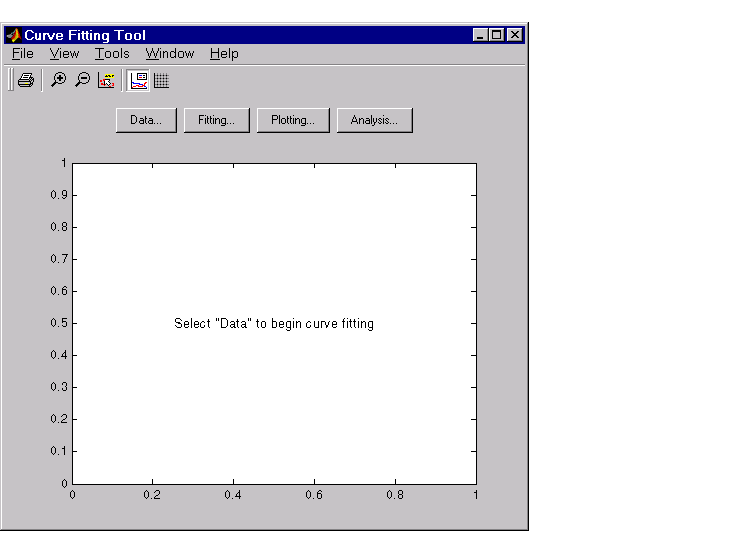 Curve Fitting Tool
File View Tools Window Help
Data... Fitting... Plotting... Analysis...
1
0.9
0.8
0.7
0.6
0.5
0.4
0.3
0.2
0.1
0
Select "Data" to begin curve fitting
0 0.2 0.4 0.6 0.8 1